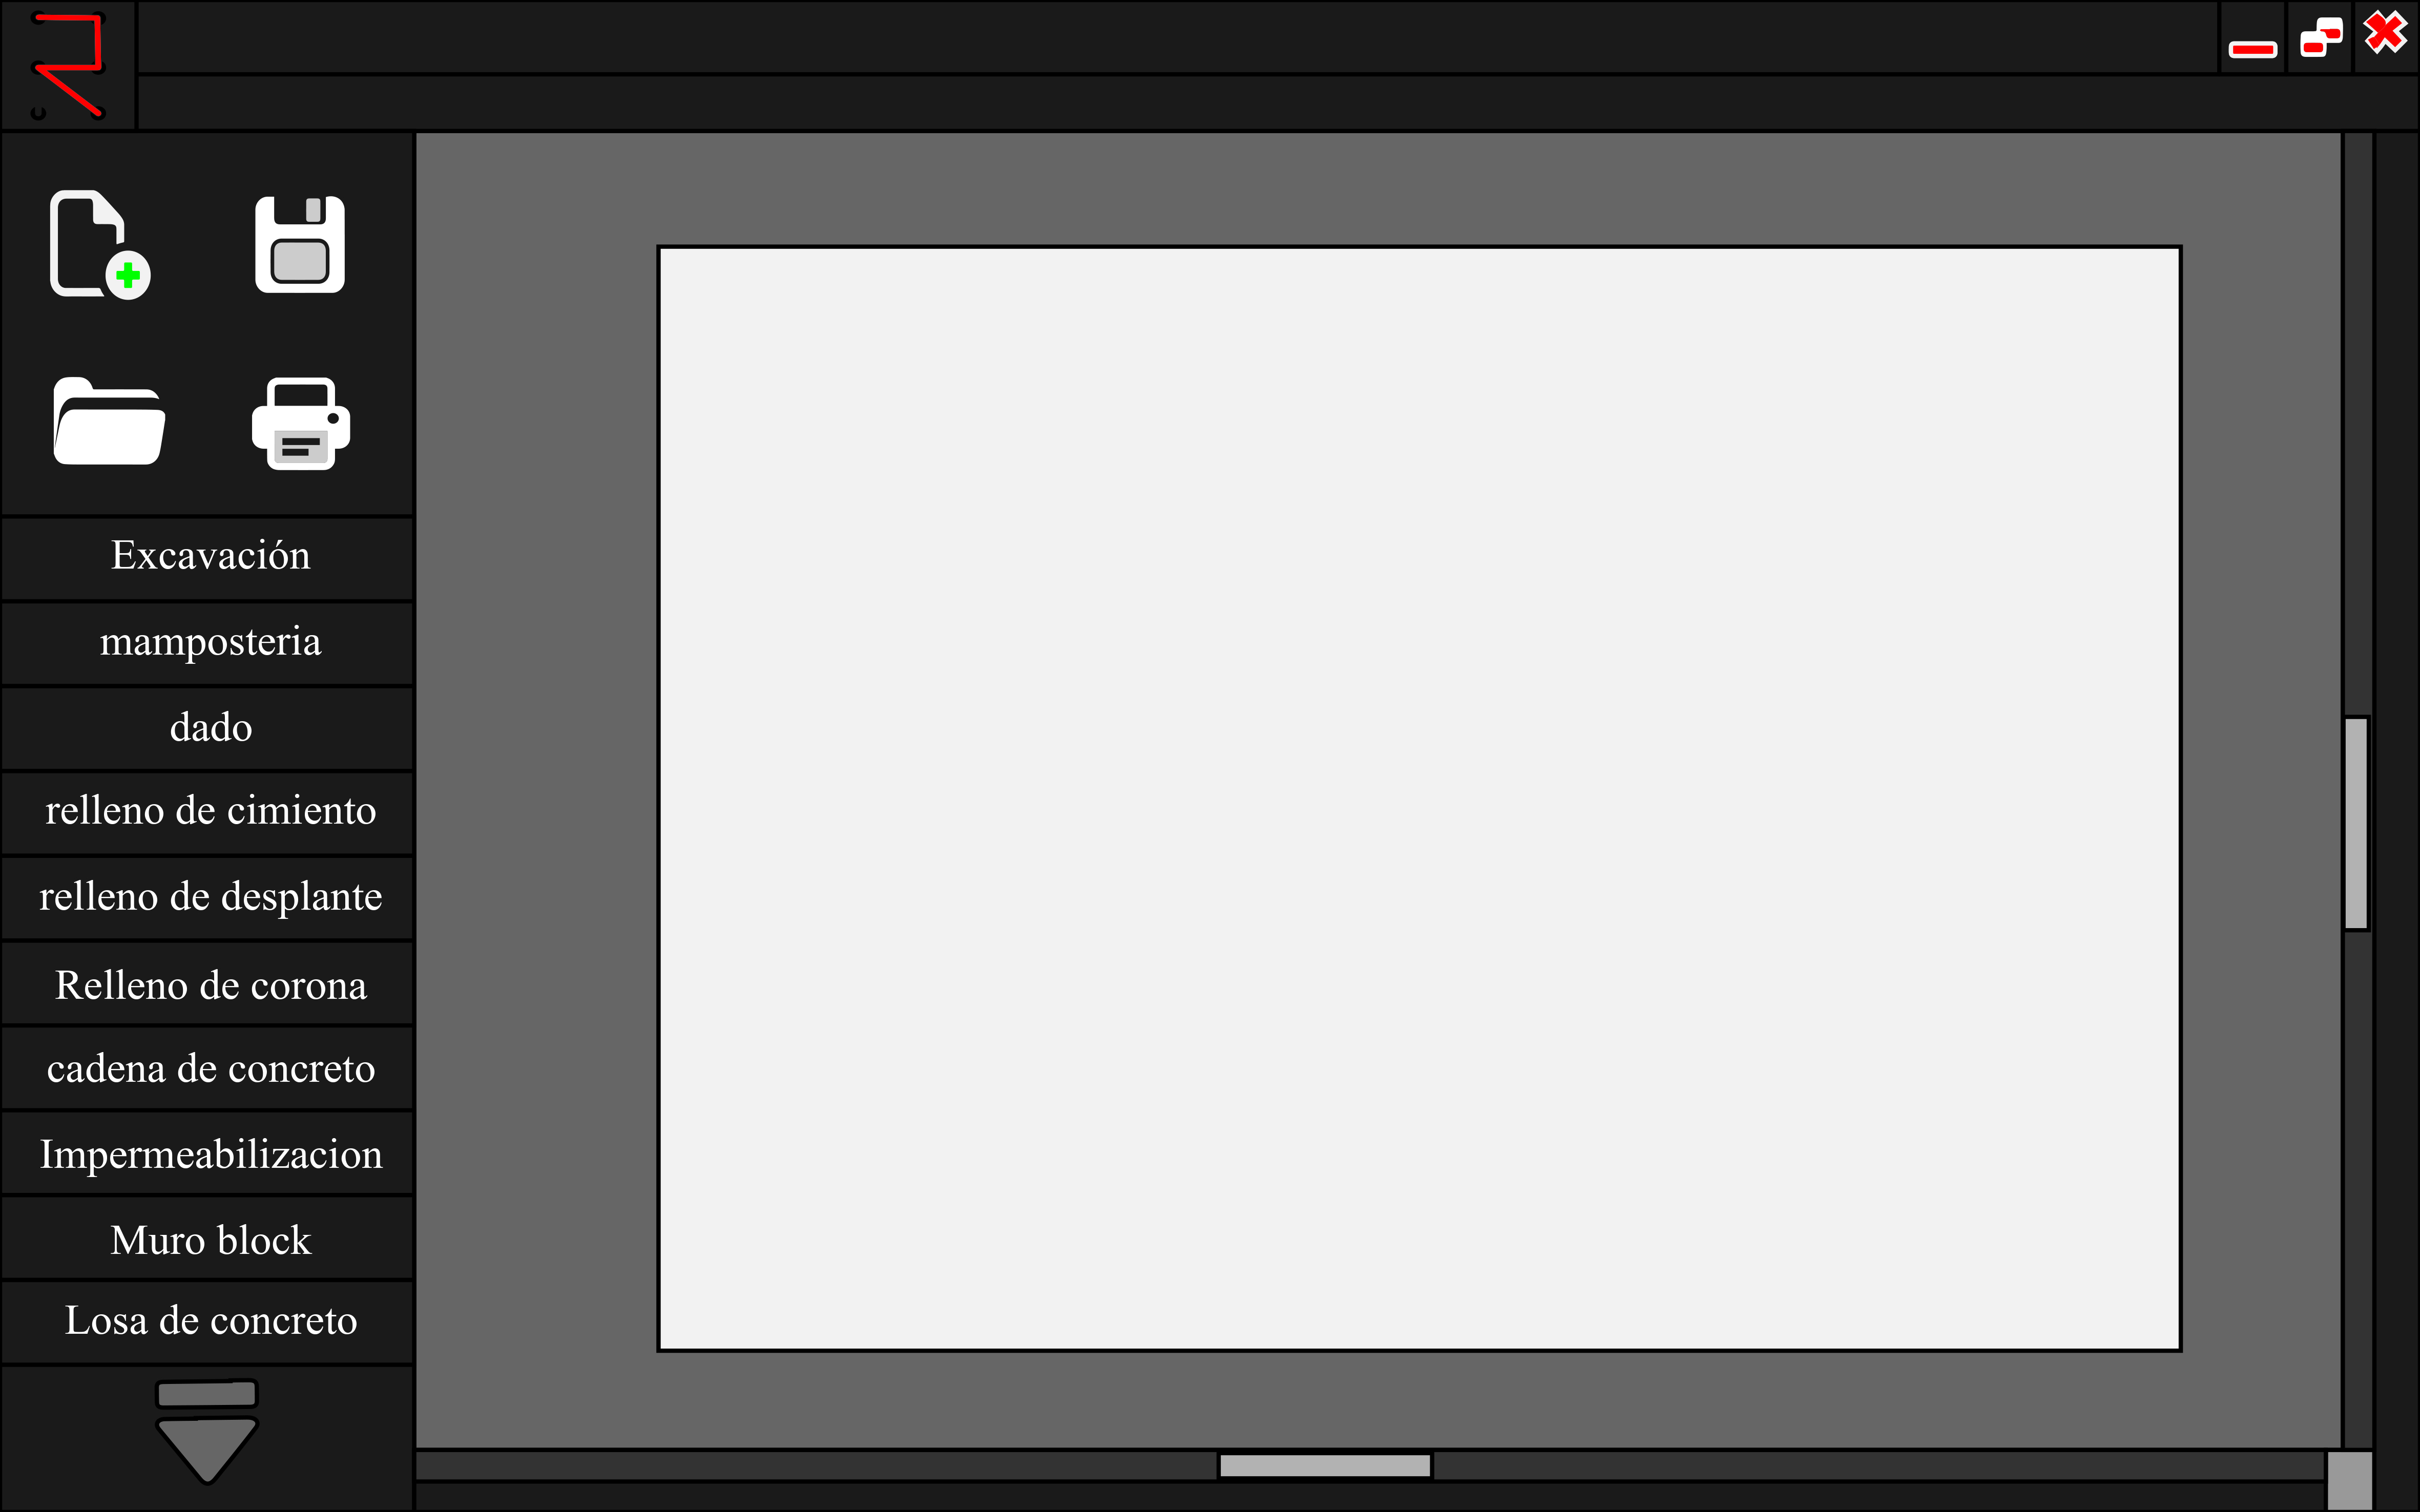 Excavación
mamposteria
dado
relleno de cimiento
relleno de desplante
Relleno de corona
cadena de concreto
Impermeabilizacion
Muro block
Losa de concreto